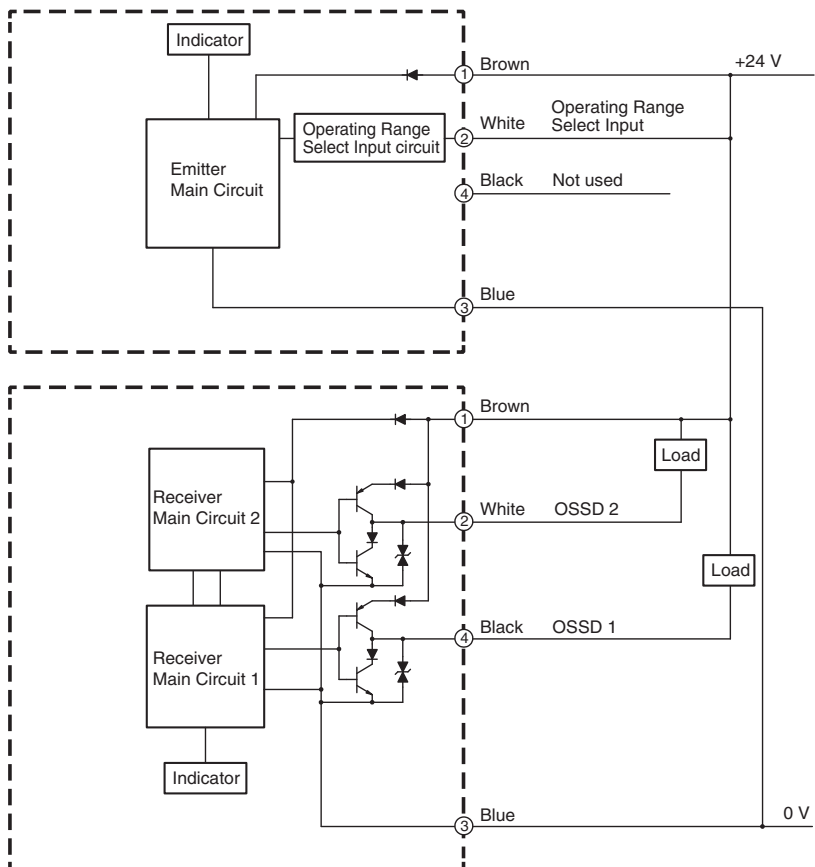 Indicator
+24 V
1 Brown
Operating Range
Select Input circuit
2 White
Operating Range
Select Input
Emitter
Main Circuit
4 Black Not used
3 Blue
1 Brown
Load
Receiver
Main Circuit 2
2 White OSSD 2
Load
4 Black OSSD 1
Receiver
Main Circuit 1
Indicator
3 Blue
0 V